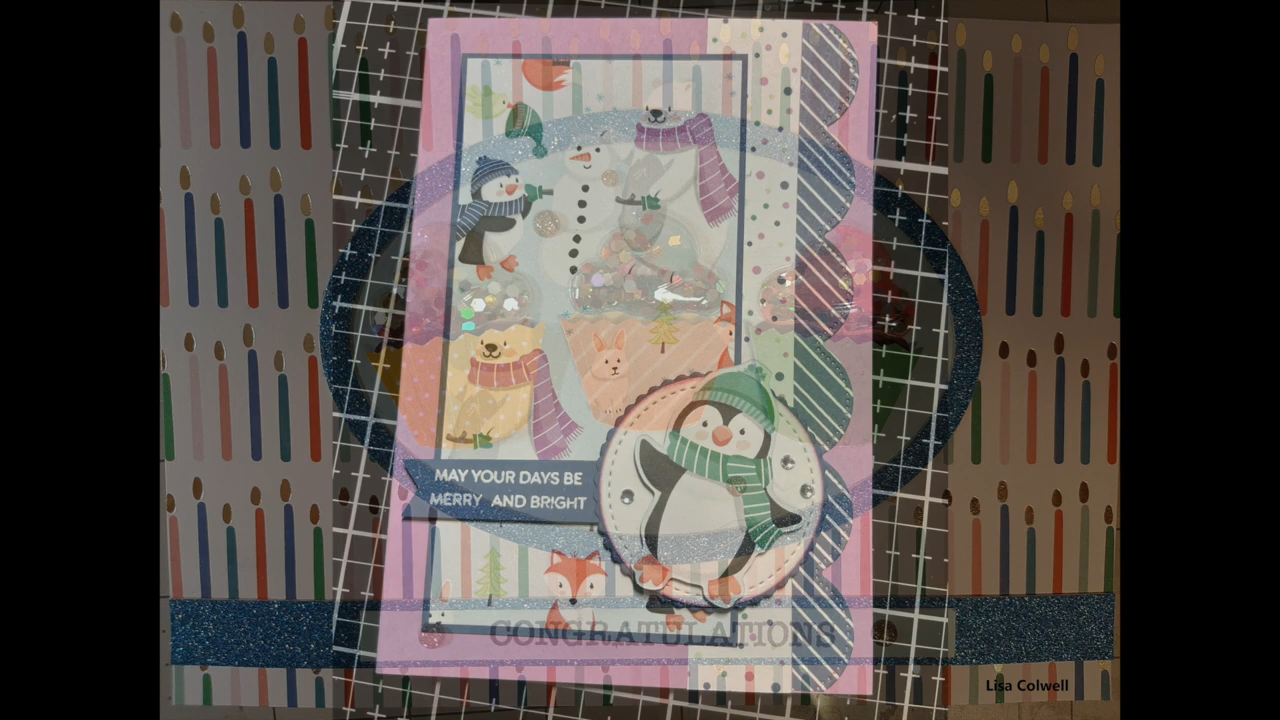 MAY YOUR DAYS BE
MERRY AND BRIGHT
CONGRATULATIONS
Lisa Colwell